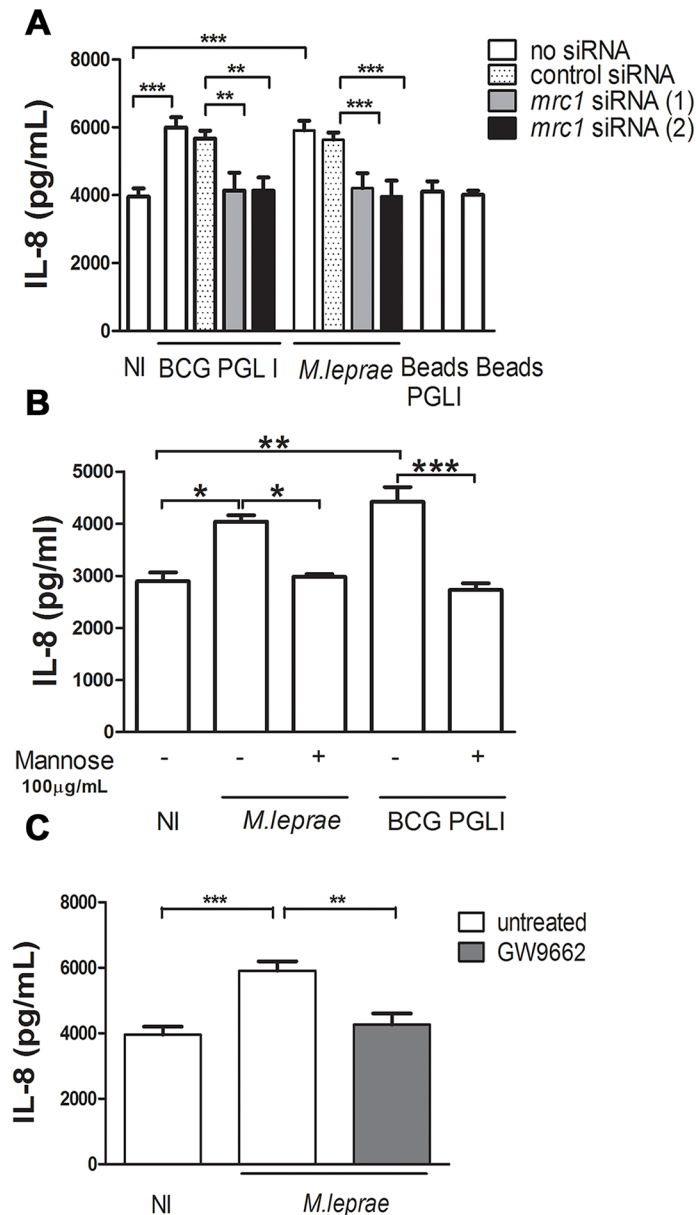 A
IL-8 (pg/mL)
8000
6000
4000
2000
0
***
***
**
**
***
***
no siRNA
control siRNA
mrc1 siRNA (1)
mrc1 siRNA (2)
NI BCG PGL I M.leprae Beads Beads
PGLI
B
IL-8 (pg/ml)
5000
4000
3000
2000
1000
0
**
*
*
***
Mannose - - + - +
100µg/mL
NI M.leprae BCG PGLI
C
IL-8 (pg/mL)
8000
6000
4000
2000
0
***
**
untreated
GW9662
NI M.leprae